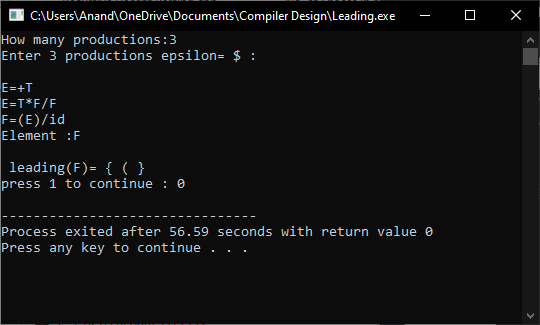 C:\Users\Anand\OneDrive\Documents\Compiler Design\Leading.exe
How many productions:3
Enter 3 productions epsilon= $ :
E=+T
E=T*F/F
F=(E)/id
Element :F
leading(F)= { ( }
press 1 to continue : 0
--------------------------------
Process exited after 56.59 seconds with return value 0
Press any key to continue . . .